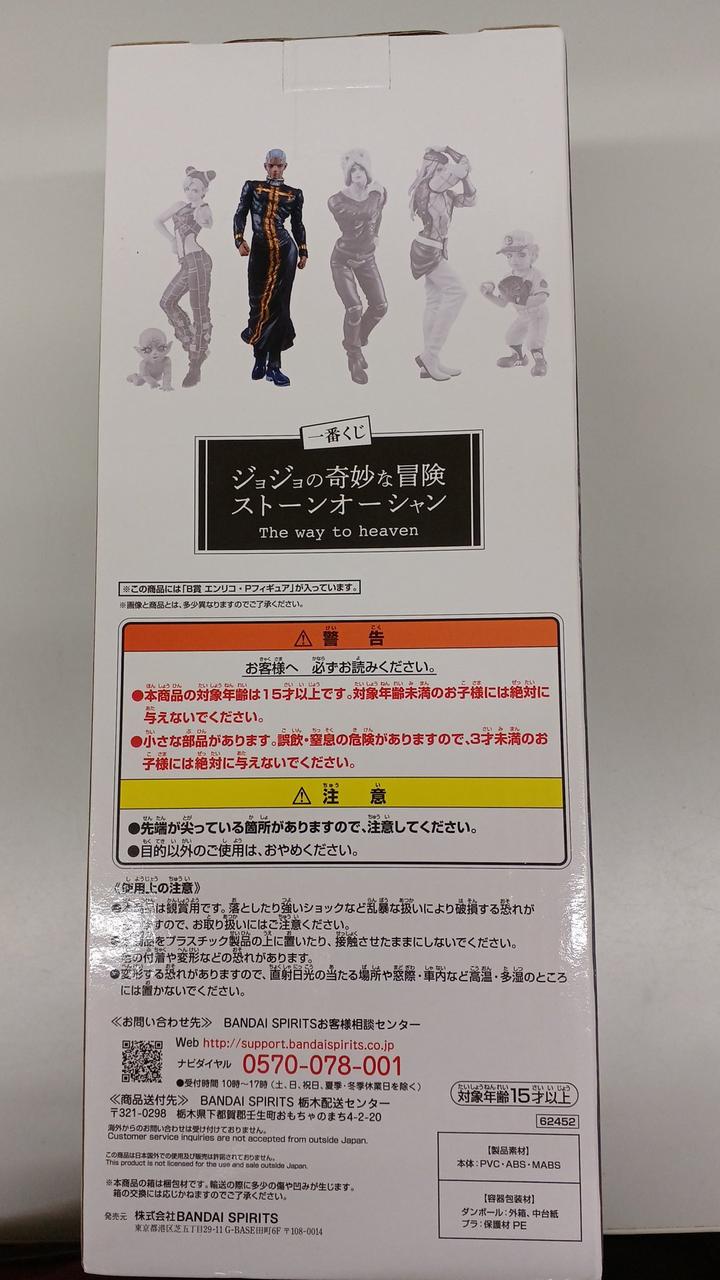 一番くじ
ジョジョの奇妙な冒険
ストーンオーシャン
The way to heaven
※この商品には「B賞 エンリコ・Pフィギュア」が入っています。
※画像と商品とは、多少異なりますのでご了承ください。
⚠ 警告
お客様へ 必ずお読みください。
●本商品の対象年齢は15才以上です。対象年齢未満のお子様には絶対に
与えないでください。
●小さな部品があります。誤飲・窒息の危険がありますので、3才未満のお
子様には絶対に与えないでください。
⚠ 注意
●先端が尖っている箇所がありますので、注意してください。
●目的以外のご使用は、おやめください。
《使用上の注意》
は観賞用です。落としたり強いショックなど乱暴な扱いにより破損する恐れが
ますので、お取り扱いにはご注意ください。
商品をプラスチック製品の上に置いたり、接触させたままにしないでください。
色の付着や変形などの恐れがあります。
●変形する恐れがありますので、直射日光の当たる場所や窓際・車内など高温・多湿のところ
には置かないでください。
≪お問い合わせ先≫ BANDAI SPIRITSお客様相談センター
Web http://support.bandaispirits.co.jp
ナビダイヤル 0570-078-001
●受付時間 10時〜17時（土、日、祝日、夏季・冬季休業日を除く）
≪商品送付先≫ BANDAI SPIRITS 栃木配送センター
〒321-0298 栃木県下都賀郡壬生町おもちゃのまち4-2-20
対象年齢15才以上
62452
海外からのお問い合わせは受け付けておりません。
Customer service inquiries are not accepted from outside Japan.
この商品は日本国外での使用及び販売は許諾されておりません。
This product is not licensed for the use and sale outside Japan.
※本商品の箱は梱包材です。輸送の際に多少の傷や凹みが生じます。
箱の交換には応じかねますのでご了承ください。
発売元 株式会社BANDAI SPIRITS
東京都港区芝五丁目29-11 G-BASE田町6F 〒108-0014
【製品素材】
本体：PVC・ABS・MABS
【容器包装材】
ダンボール：外箱、中台紙
プラ：保護材 PE